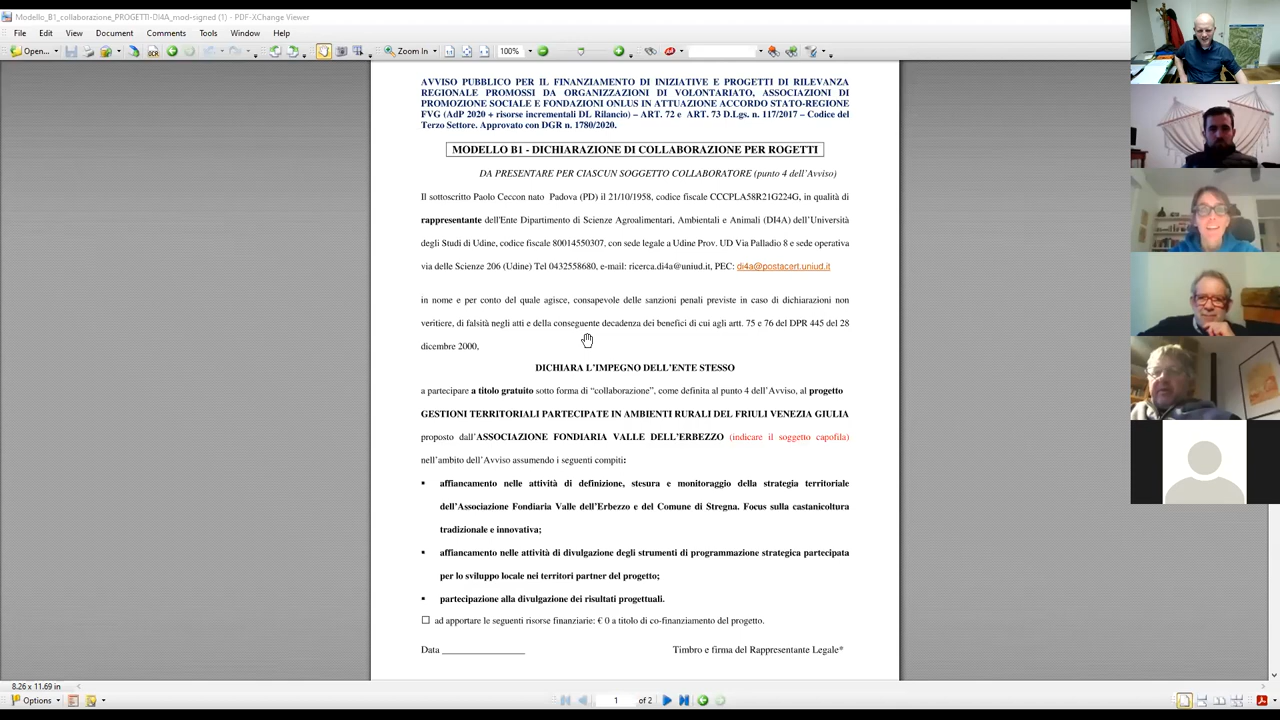 Modello_B1_collaborazione_PROGETTI-DI4A_mod-signed (1) - PDF-XChange Viewer
File Edit View Document Comments Tools Window Help
Open... OCR Zoom In 100%
AVVISO PUBBLICO PER IL FINANZIAMENTO DI INIZIATIVE E PROGETTI DI RILEVANZA
REGIONALE PROMOSSI DA ORGANIZZAZIONI DI VOLONTARIATO, ASSOCIAZIONI DI
PROMOZIONE SOCIALE E FONDAZIONI ONLUS IN ATTUAZIONE ACCORDO STATO-REGIONE
FVG (AdP 2020 + risorse incrementali DL Rilancio) – ART. 72 e ART. 73 D.Lgs. n. 117/2017 – Codice del
Terzo Settore. Approvato con DGR n. 1780/2020.
MODELLO B1 - DICHIARAZIONE DI COLLABORAZIONE PER ROGETTI
DA PRESENTARE PER CIASCUN SOGGETTO COLLABORATORE (punto 4 dell'Avviso)
Il sottoscritto Paolo Ceccon nato Padova (PD) il 21/10/1958, codice fiscale CCCPLA58R21G224G, in qualità di
rappresentante dell'Ente Dipartimento di Scienze Agroalimentari, Ambientali e Animali (DI4A) dell'Università
degli Studi di Udine, codice fiscale 80014550307, con sede legale a Udine Prov. UD Via Palladio 8 e sede operativa
via delle Scienze 206 (Udine) Tel 0432558680, e-mail: ricerca.di4a@uniud.it, PEC: di4a@postacert.uniud.it
in nome e per conto del quale agisce, consapevole delle sanzioni penali previste in caso di dichiarazioni non
veritiere, di falsità negli atti e della conseguente decadenza dei benefici di cui agli artt. 75 e 76 del DPR 445 del 28
dicembre 2000,
DICHIARA L'IMPEGNO DELL'ENTE STESSO
a partecipare a titolo gratuito sotto forma di “collaborazione”, come definita al punto 4 dell'Avviso, al progetto
GESTIONI TERRITORIALI PARTECIPATE IN AMBIENTI RURALI DEL FRIULI VENEZIA GIULIA
proposto dall'ASSOCIAZIONE FONDIARIA VALLE DELL'ERBEZZO (indicare il soggetto capofila)
nell'ambito dell'Avviso assumendo i seguenti compiti:
▪ affiancamento nelle attività di definizione, stesura e monitoraggio della strategia territoriale
dell'Associazione Fondiaria Valle dell'Erbezzo e del Comune di Stregna. Focus sulla castanicoltura
tradizionale e innovativa;
▪ affiancamento nelle attività di divulgazione degli strumenti di programmazione strategica partecipata
per lo sviluppo locale nei territori partner del progetto;
▪ partecipazione alla divulgazione dei risultati progettuali.
☐ ad apportare le seguenti risorse finanziarie: € 0 a titolo di co-finanziamento del progetto.
Data _________________ Timbro e firma del Rappresentante Legale*
8.26 x 11.69 in
Options 1 of 2